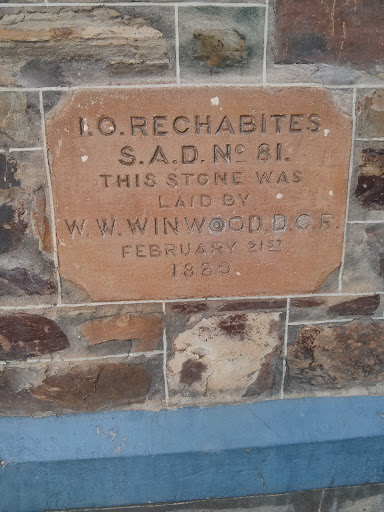 I.O. RECHABITES
S.A.D. No 81.
THIS STONE WAS
LAID BY
W. W. WINWOOD, D.C.R.
FEBRUARY 21ST
1880